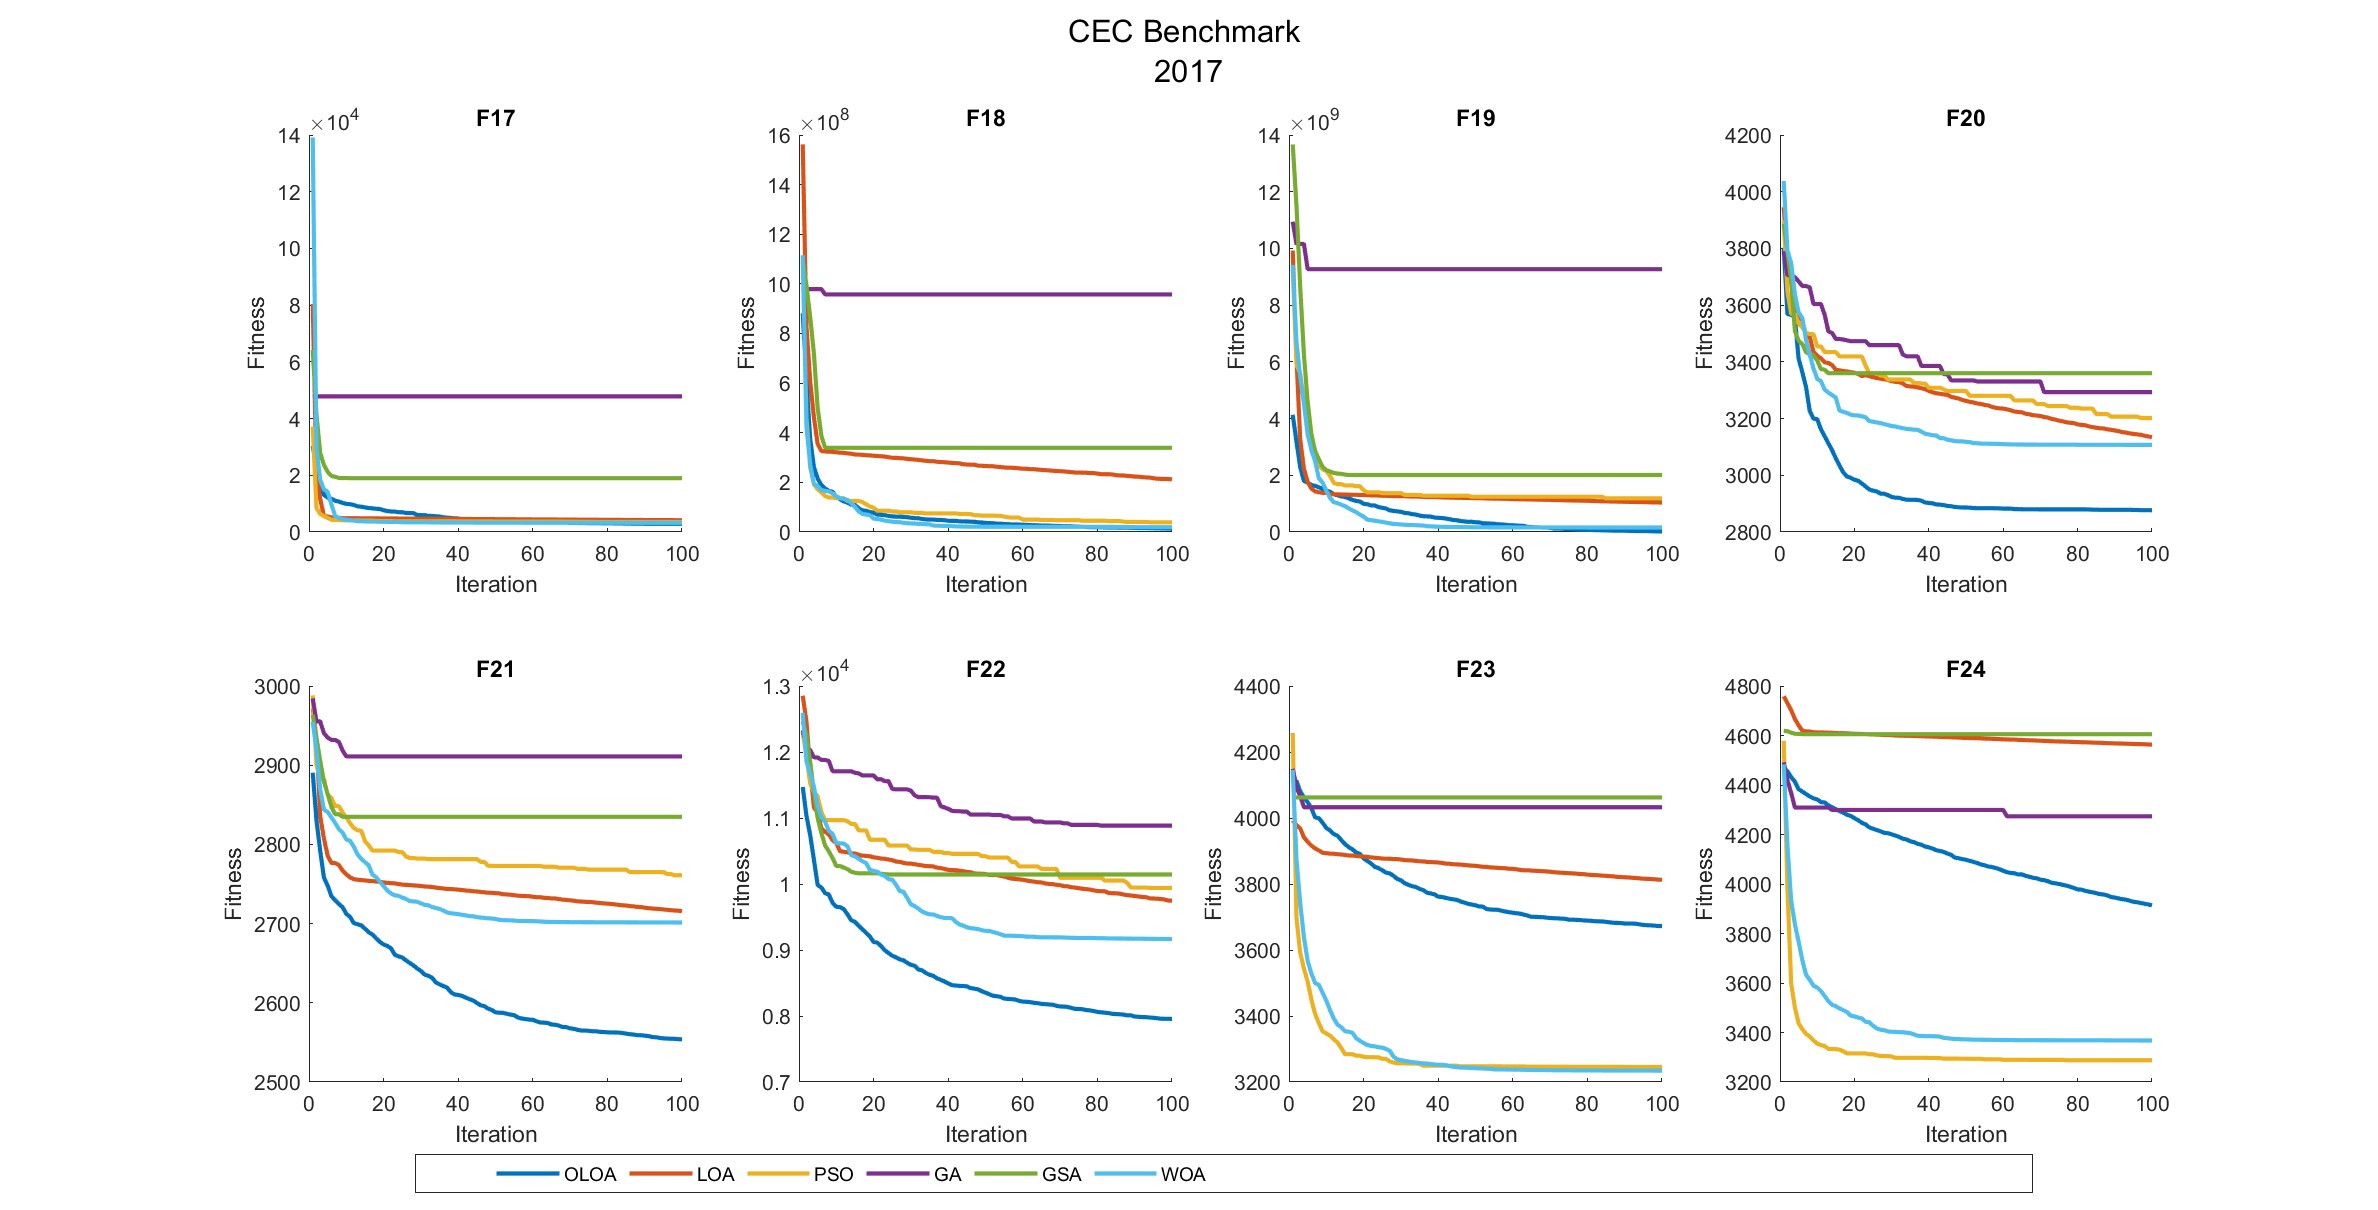 CEC Benchmark
2017
F17
×10^4
14
12
10
8
6
4
2
0
0 20 40 60 80 100
Fitness
Iteration
F18
×10^8
16
14
12
10
8
6
4
2
0
0 20 40 60 80 100
Fitness
Iteration
F19
×10^9
14
12
10
8
6
4
2
0
0 20 40 60 80 100
Fitness
Iteration
F20
4200
4000
3800
3600
3400
3200
3000
2800
0 20 40 60 80 100
Fitness
Iteration
F21
3000
2900
2800
2700
2600
2500
0 20 40 60 80 100
Fitness
Iteration
F22
×10^4
1.3
1.2
1.1
1
0.9
0.8
0.7
0 20 40 60 80 100
Fitness
Iteration
F23
4400
4200
4000
3800
3600
3400
3200
0 20 40 60 80 100
Fitness
Iteration
F24
4800
4600
4400
4200
4000
3800
3600
3400
3200
0 20 40 60 80 100
Fitness
Iteration
OLOA LOA PSO GA GSA WOA